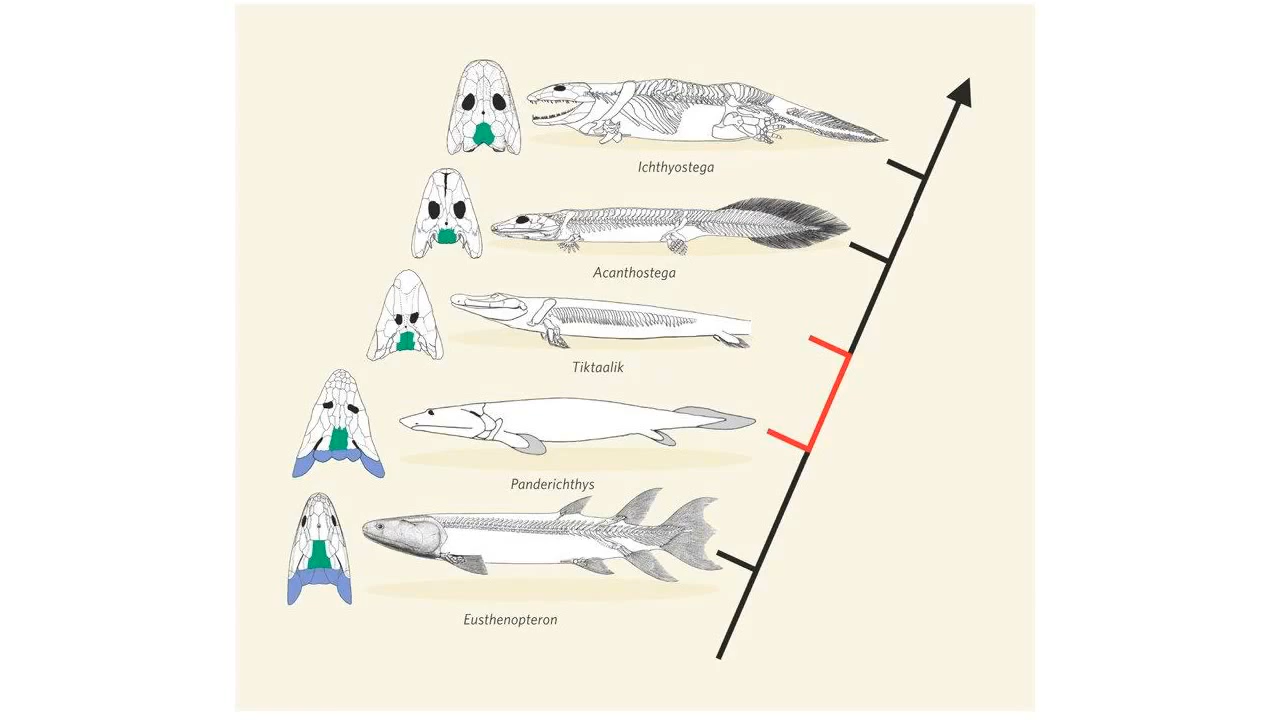 Ichthyostega
Acanthostega
Tiktaalik
Panderichthys
Eusthenopteron